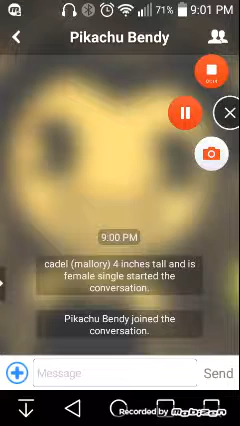 71% 9:01 PM
Pikachu Bendy
9:00 PM
cadel (mallory) 4 inches tall and is
female single started the
conversation.
Pikachu Bendy joined the
conversation.
Message
Send
Recorded by Mobizen